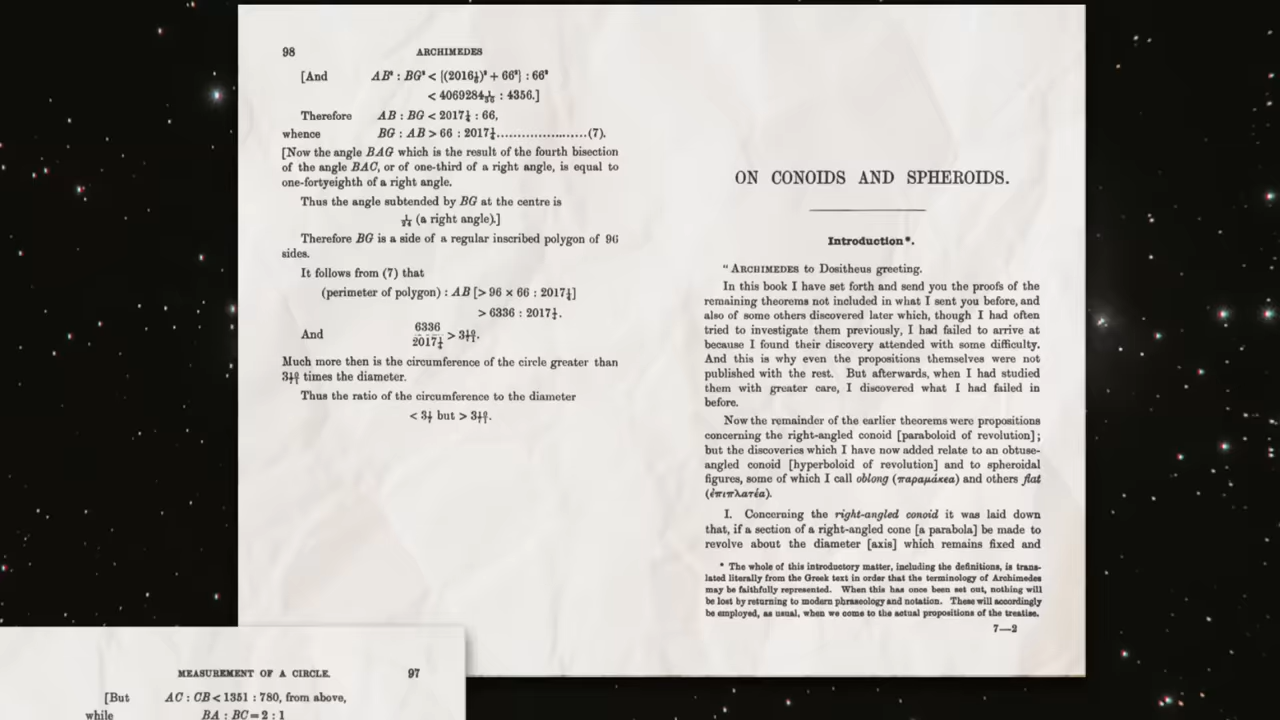 98 ARCHIMEDES
[And AB² : BG² < {(2016⅙)² + 66²} : 66²
< 4069284 1/36 : 4356.]
Therefore AB : BG < 2017¼ : 66,
whence BG : AB > 66 : 2017¼.....................(7).
[Now the angle BAG which is the result of the fourth bisection
of the angle BAC, or of one-third of a right angle, is equal to
one-fortyeighth of a right angle.
Thus the angle subtended by BG at the centre is
1/24 (a right angle).]
Therefore BG is a side of a regular inscribed polygon of 96
sides.
It follows from (7) that
(perimeter of polygon) : AB [> 96 × 66 : 2017¼]
> 6336 : 2017¼.
And 6336/2017¼ > 3 10/71.
Much more then is the circumference of the circle greater than
3 10/71 times the diameter.
Thus the ratio of the circumference to the diameter
< 3 1/7 but > 3 10/71.
ON CONOIDS AND SPHEROIDS.
Introduction*.
"ARCHIMEDES to Dositheus greeting.
In this book I have set forth and send you the proofs of the
remaining theorems not included in what I sent you before, and
also of some others discovered later which, though I had often
tried to investigate them previously, I had failed to arrive at
because I found their discovery attended with some difficulty.
And this is why even the propositions themselves were not
published with the rest. But afterwards, when I had studied
them with greater care, I discovered what I had failed in
before.
Now the remainder of the earlier theorems were propositions
concerning the right-angled conoid [paraboloid of revolution];
but the discoveries which I have now added relate to an obtuse-
angled conoid [hyperboloid of revolution] and to spheroidal
figures, some of which I call oblong (παραμάκεα) and others flat
(ἐπιπλατέα).
I. Concerning the right-angled conoid it was laid down
that, if a section of a right-angled cone [a parabola] be made to
revolve about the diameter [axis] which remains fixed and
* The whole of this introductory matter, including the definitions, is trans-
lated literally from the Greek text in order that the terminology of Archimedes
may be faithfully represented. When this has once been set out, nothing will
be lost by returning to modern phraseology and notation. These will accordingly
be employed, as usual, when we come to the actual propositions of the treatise.
7—2
MEASUREMENT OF A CIRCLE. 97
[But AC : CB < 1351 : 780, from above,
while BA : BC = 2 : 1